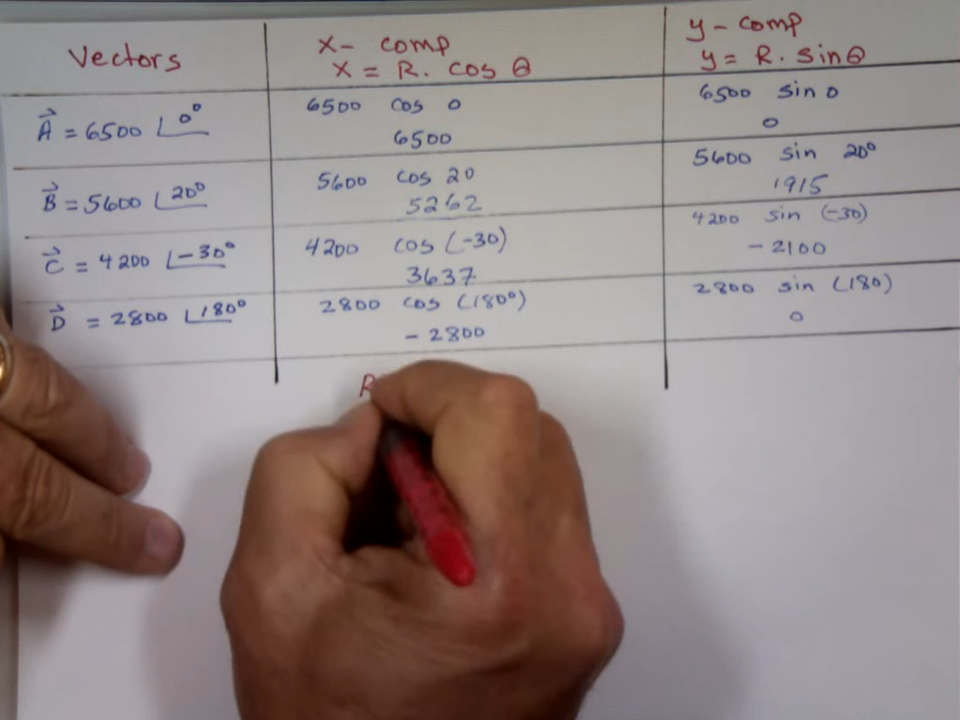 Vectors
x- comp
x = R. cos θ
y - comp
y = R. sinθ
A⃗ = 6500 ∠0°
6500 cos 0
6500
6500 sin 0
0
B⃗ = 5600 ∠20°
5600 cos 20
5262
5600 sin 20°
1915
C⃗ = 4200 ∠-30°
4200 cos (-30)
3637
4200 sin (-30)
- 2100
D⃗ = 2800 ∠180°
2800 cos (180°)
- 2800
2800 sin (180)
0
R